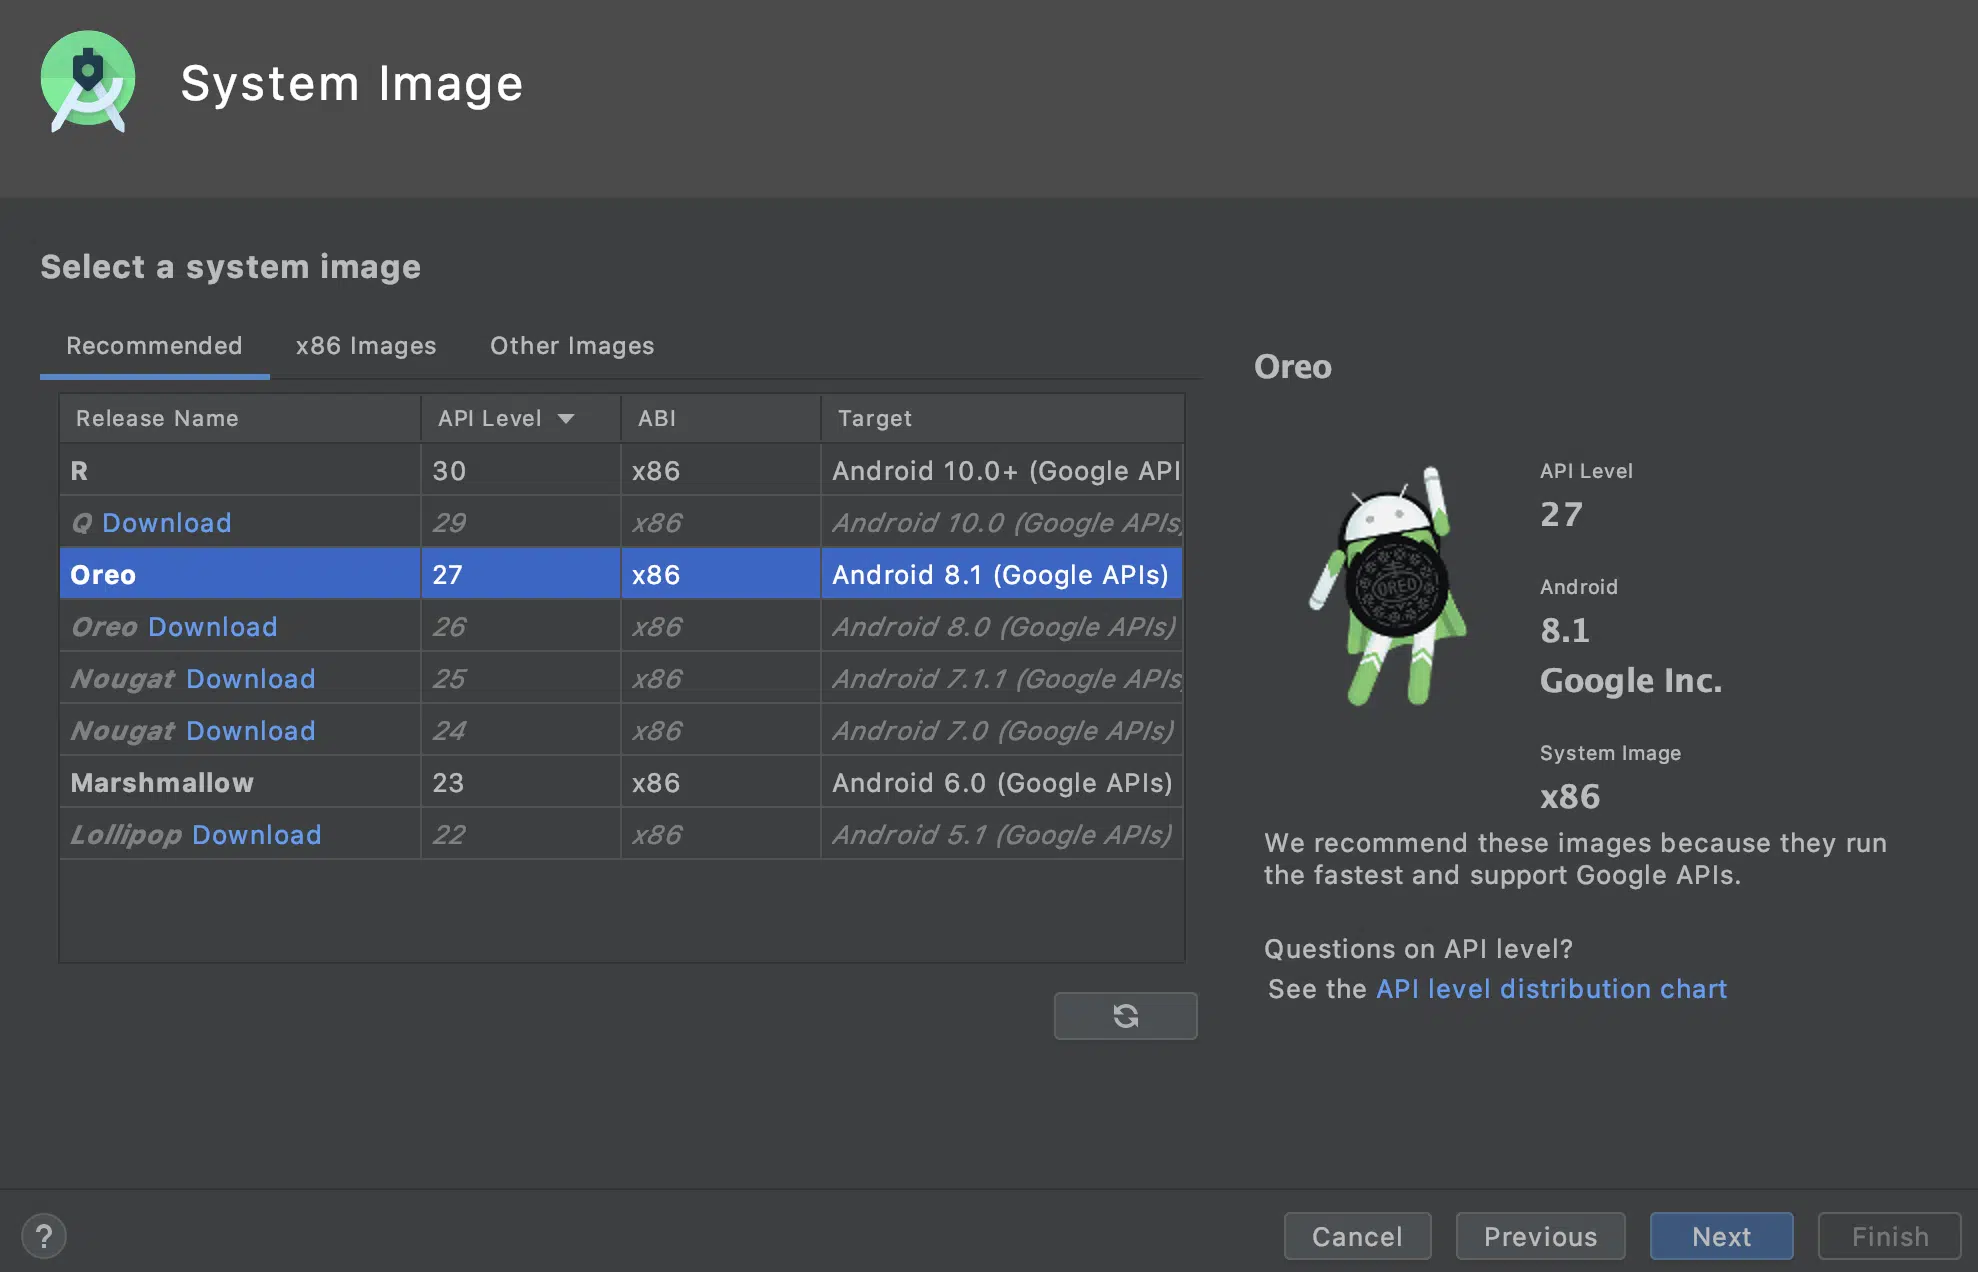 System Image
Select a system image
Recommended x86 Images Other Images
Release Name API Level ABI Target
R 30 x86 Android 10.0+ (Google API
Q Download 29 x86 Android 10.0 (Google APIs
Oreo 27 x86 Android 8.1 (Google APIs)
Oreo Download 26 x86 Android 8.0 (Google APIs)
Nougat Download 25 x86 Android 7.1.1 (Google APIs
Nougat Download 24 x86 Android 7.0 (Google APIs)
Marshmallow 23 x86 Android 6.0 (Google APIs)
Lollipop Download 22 x86 Android 5.1 (Google APIs)
Oreo
OREO
API Level
27
Android
8.1
Google Inc.
System Image
x86
We recommend these images because they run
the fastest and support Google APIs.
Questions on API level?
See the API level distribution chart
? Cancel Previous Next Finish